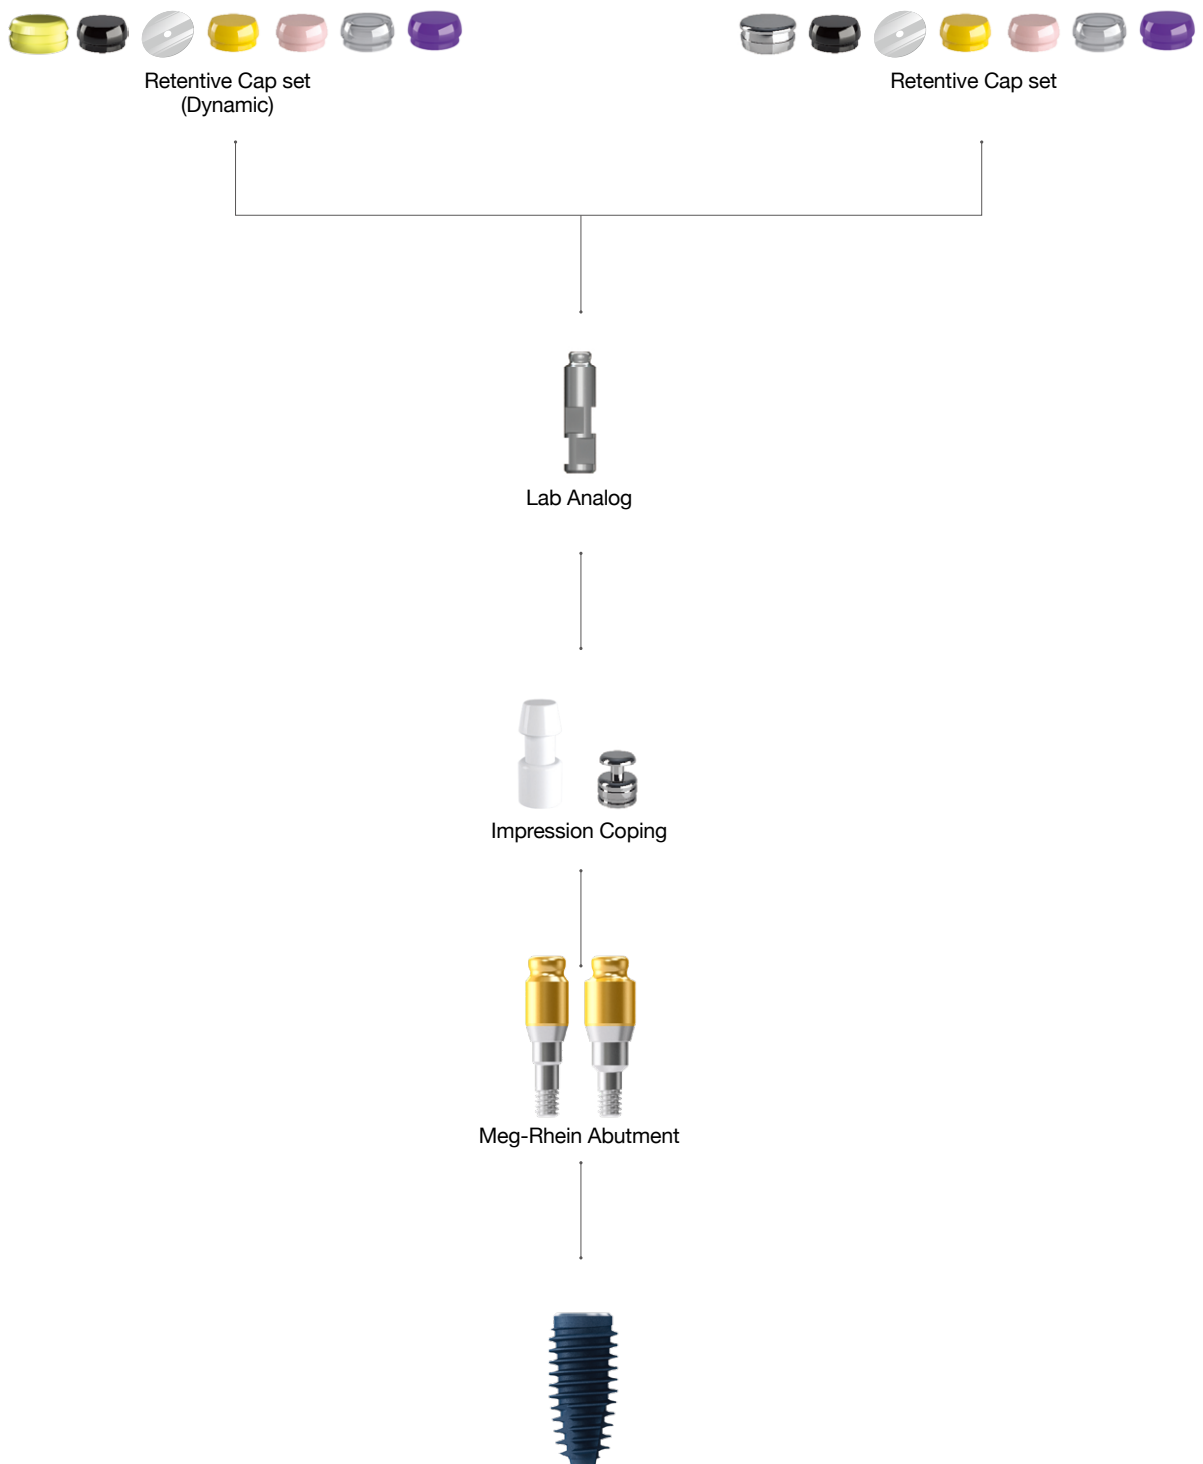 Retentive Cap set
(Dynamic)
Retentive Cap set
Lab Analog
Impression Coping
Meg-Rhein Abutment